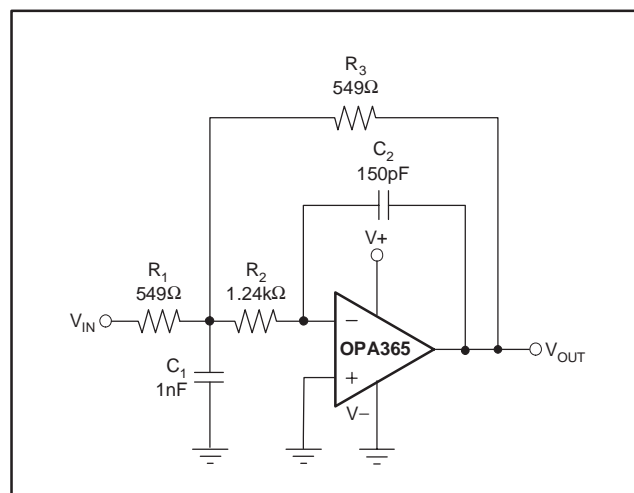 R3
549Ω
C2
150pF
V+
R1
549Ω
R2
1.24kΩ
VIN
−
OPA365
+
VOUT
C1
1nF
V−